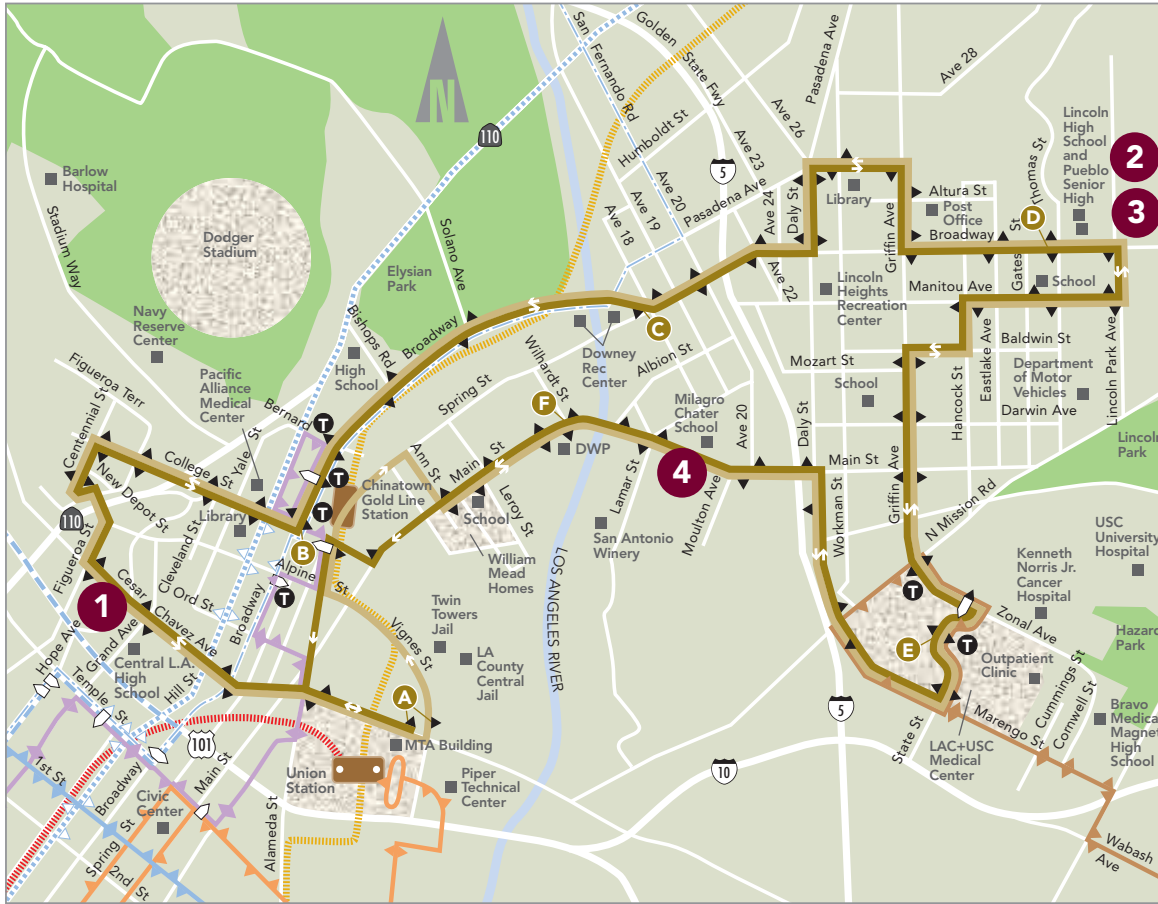 San
Fernando Rd
Golden
State Fwy
Pasadena Ave
Ave 28
Ave 26
Humboldt St
110
N
Ave 23
5
Ave 20
Ave 19
Ave 18
Pasadena Ave
Ave 24
Daly St
Library
Griffin Ave
Altura St
Post
Office
Broadway
Thomas St
D
Lincoln
High
School
and
Pueblo
Senior
High
2
3
Barlow
Hospital
Stadium Way
Dodger
Stadium
Solano Ave
Elysian
Park
Ave 22
Lincoln
Heights
Recreation
Center
Manitou Ave
Gates St
School
Navy
Reserve
Center
Bishops Rd
Broadway
C
Wilhardt St
Downey
Rec
Center
Albion St
Mozart St
School
Hancock St
Eastlake Ave
Baldwin St
Department
of Motor
Vehicles
Darwin Ave
Lincoln Park Ave
Lincoln
Park
Figueroa Terr
Pacific
Alliance
Medical
Center
High
School
Spring St
F
Milagro
Chater
School
Ave 20
Daly St
Centennial St
Bernard
T
College St
Yale St
Ann St
Main St
DWP
4
Main St
New Depot St
T
Chinatown
Gold Line
Station
School
Leroy St
Lamar St
Moulton Ave
Workman St
Griffin Ave
N Mission Rd
110
Library
T
B
Alpine St
William
Mead
Homes
San Antonio
Winery
USC
University
Hospital
Figueroa St
Cleveland St
Ord St
Cesar Chavez Ave
1
Broadway
T
Vignes St
Twin
Towers
Jail
LOS ANGELES RIVER
T
Kenneth
Norris Jr.
Cancer
Hospital
Zonal Ave
Hazard
Park
Hope Ave
Grand Ave
Central L.A.
High
School
Hill St
LA
County
Central
Jail
E
T
Outpatient
Clinic
Cummings St
Cornwell St
Temple St
A
MTA Building
5
State St
LAC+USC
Medical
Center
Marengo St
Bravo
Medical
Magnet
High
School
101
1st St
Broadway
Main St
Union
Station
Piper
Technical
Center
10
Civic
Center
Spring St
2nd St
Alameda St
Wabash
Ave